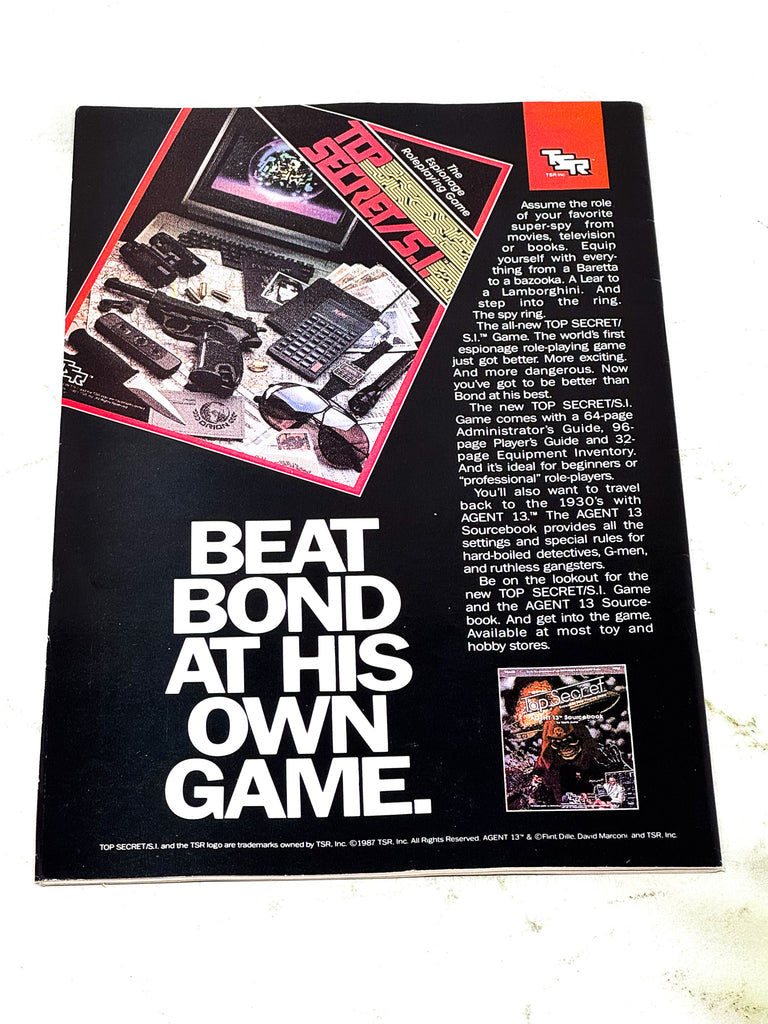 The
Espionage
Roleplaying Game
TOP
SECRET/S.I.
TSR
ORION
TSR
TSR Inc
Assume the role
of your favorite
super-spy from
movies, television
or books. Equip
yourself with every-
thing from a Baretta
to a bazooka. A Lear to
a Lamborghini. And
step into the ring.
The spy ring.
The all-new TOP SECRET/
S.I.™ Game. The world's first
espionage role-playing game
just got better. More exciting.
And more dangerous. Now
you've got to be better than
Bond at his best.
The new TOP SECRET/S.I.
Game comes with a 64-page
Administrator's Guide, 96-
page Player's Guide and 32-
page Equipment Inventory.
And it's ideal for beginners or
"professional" role-players.
You'll also want to travel
back to the 1930's with
AGENT 13.™ The AGENT 13
Sourcebook provides all the
settings and special rules for
hard-boiled detectives, G-men,
and ruthless gangsters.
Be on the lookout for the
new TOP SECRET/S.I. Game
and the AGENT 13 Source-
book. And get into the game.
Available at most toy and
hobby stores.
BEAT
BOND
AT HIS
OWN
GAME.
Top Secret
AGENT 13™ Sourcebook
TOP SECRET/S.I. and the TSR logo are trademarks owned by TSR, Inc. ©1987 TSR, Inc. All Rights Reserved. AGENT 13™ & ©Flint Dille, David Marconi and TSR, Inc.